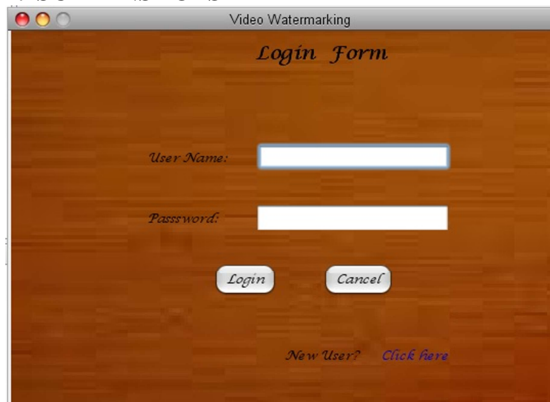 Video Watermarking
Login Form
User Name:
Passsword:
Login Cancel
New User? Click here